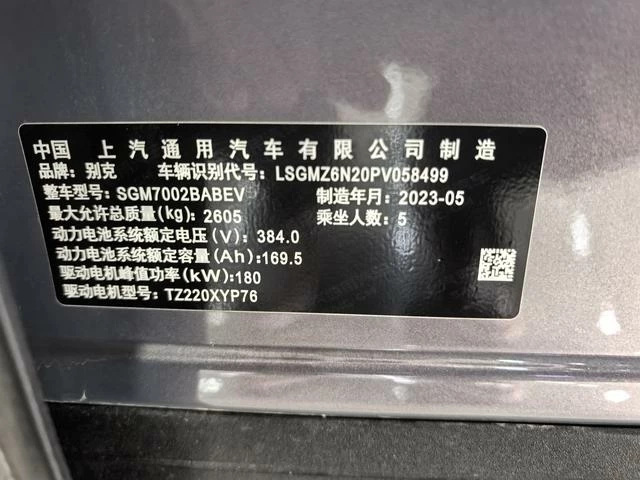 中国 上汽通用汽车有限公司制造
品牌：别克 车辆识别代号：LSGMZ6N20PV058499
整车型号：SGM7002BABEV 制造年月：2023-05
最大允许总质量(kg)：2605 乘坐人数：5
动力电池系统额定电压(V)：384.0
动力电池系统额定容量(Ah)：169.5
驱动电机峰值功率(kW)：180
驱动电机型号：TZ220XYP76